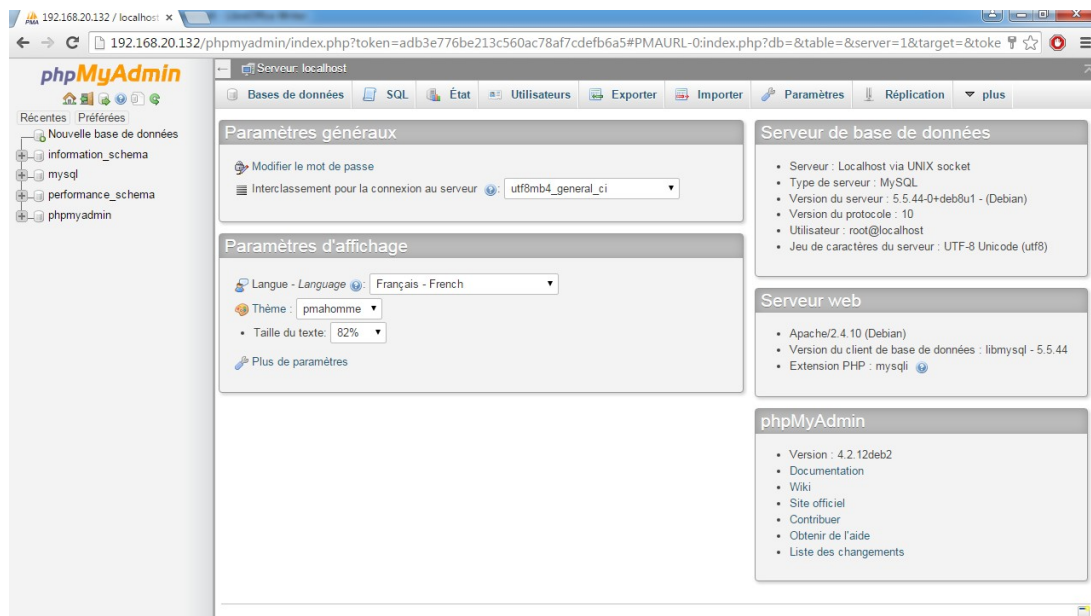 192.168.20.132 / localhost
192.168.20.132/phpmyadmin/index.php?token=adb3e776be213c560ac78af7cdefb6a5#PMAURL-0:index.php?db=&table=&server=1&target=&toke
phpMyAdmin
Récentes Préférées
Nouvelle base de données
information_schema
mysql
performance_schema
phpmyadmin
Serveur: localhost
Bases de données SQL État Utilisateurs Exporter Importer Paramètres Réplication plus
Paramètres généraux
Modifier le mot de passe
Interclassement pour la connexion au serveur : utf8mb4_general_ci
Paramètres d'affichage
Langue - Language : Français - French
Thème : pmahomme
Taille du texte: 82%
Plus de paramètres
Serveur de base de données
Serveur : Localhost via UNIX socket
Type de serveur : MySQL
Version du serveur : 5.5.44-0+deb8u1 - (Debian)
Version du protocole : 10
Utilisateur : root@localhost
Jeu de caractères du serveur : UTF-8 Unicode (utf8)
Serveur web
Apache/2.4.10 (Debian)
Version du client de base de données : libmysql - 5.5.44
Extension PHP : mysqli
phpMyAdmin
Version : 4.2.12deb2
Documentation
Wiki
Site officiel
Contribuer
Obtenir de l'aide
Liste des changements